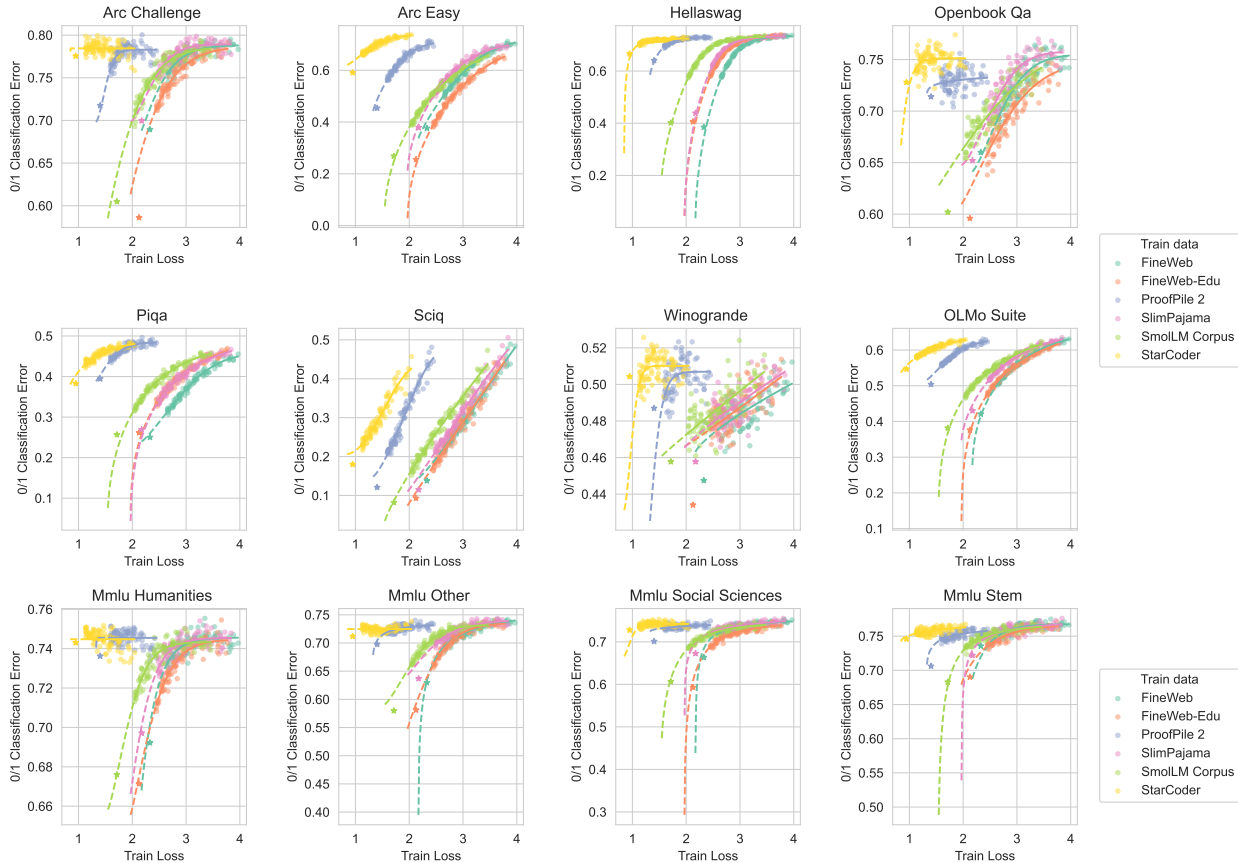 Arc Challenge
0/1 Classification Error
0.80
0.75
0.70
0.65
0.60
1 2 3 4
Train Loss
Arc Easy
0/1 Classification Error
0.6
0.4
0.2
0.0
1 2 3 4
Train Loss
Hellaswag
0/1 Classification Error
0.6
0.4
0.2
1 2 3 4
Train Loss
Openbook Qa
0/1 Classification Error
0.75
0.70
0.65
0.60
1 2 3 4
Train Loss
Train data
FineWeb
FineWeb-Edu
ProofPile 2
SlimPajama
SmolLM Corpus
StarCoder
Piqa
0/1 Classification Error
0.5
0.4
0.3
0.2
0.1
1 2 3 4
Train Loss
Sciq
0/1 Classification Error
0.5
0.4
0.3
0.2
0.1
1 2 3 4
Train Loss
Winogrande
0/1 Classification Error
0.52
0.50
0.48
0.46
0.44
1 2 3 4
Train Loss
OLMo Suite
0/1 Classification Error
0.6
0.5
0.4
0.3
0.2
0.1
1 2 3 4
Train Loss
Mmlu Humanities
0/1 Classification Error
0.76
0.74
0.72
0.70
0.68
0.66
1 2 3 4
Train Loss
Mmlu Other
0/1 Classification Error
0.75
0.70
0.65
0.60
0.55
0.50
0.45
0.40
1 2 3 4
Train Loss
Mmlu Social Sciences
0/1 Classification Error
0.7
0.6
0.5
0.4
0.3
1 2 3 4
Train Loss
Mmlu Stem
0/1 Classification Error
0.80
0.75
0.70
0.65
0.60
0.55
0.50
1 2 3 4
Train Loss
Train data
FineWeb
FineWeb-Edu
ProofPile 2
SlimPajama
SmolLM Corpus
StarCoder